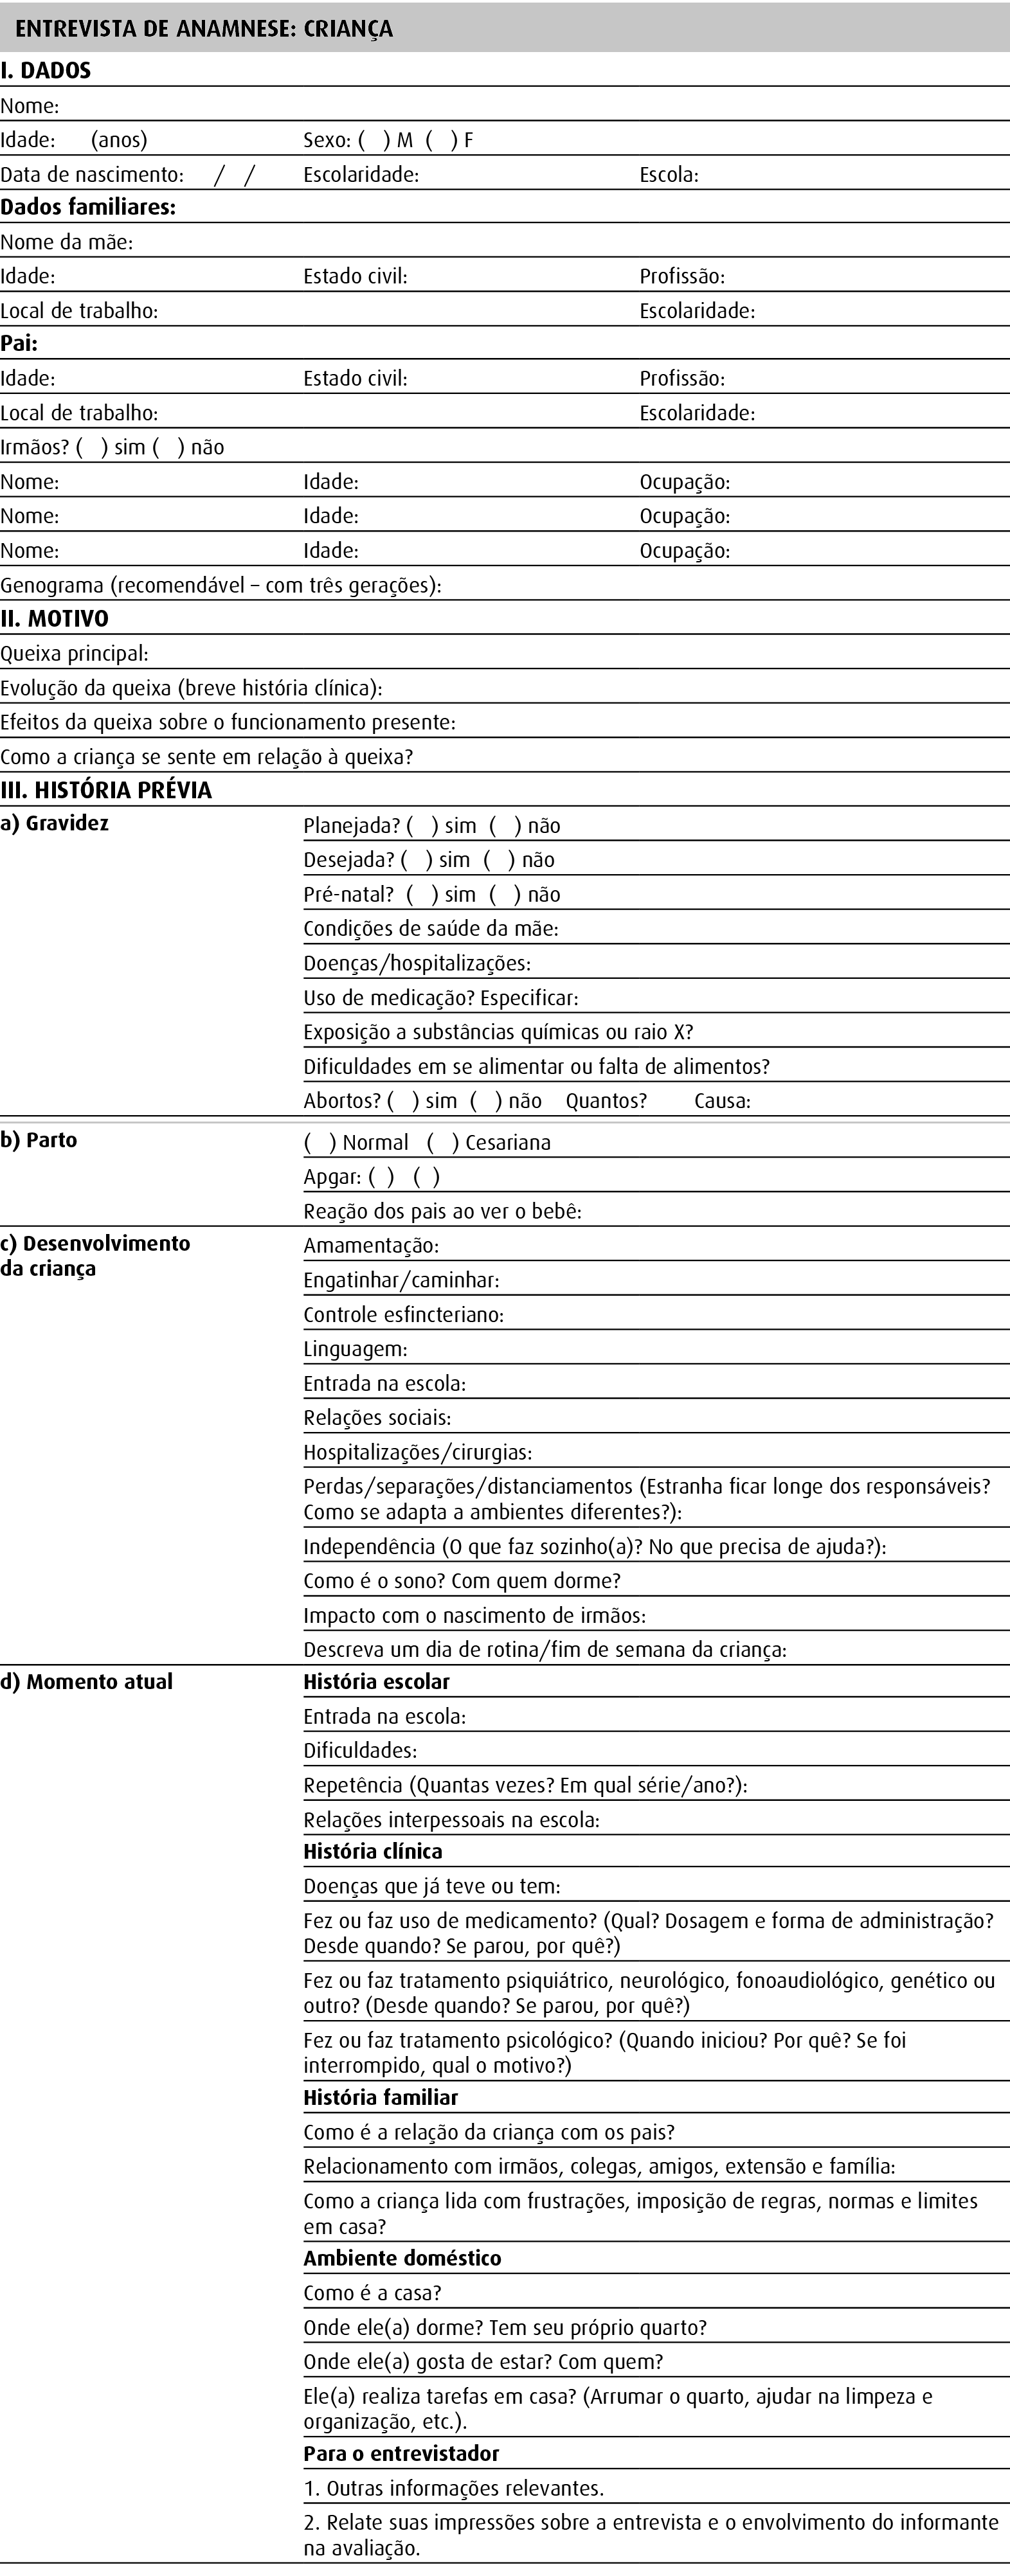 ENTREVISTA DE ANAMNESE: CRIANÇA
I. DADOS
Nome:
Idade: (anos) Sexo: ( ) M ( ) F
Data de nascimento: / / Escolaridade: Escola:
Dados familiares:
Nome da mãe:
Idade: Estado civil: Profissão:
Local de trabalho: Escolaridade:
Pai:
Idade: Estado civil: Profissão:
Local de trabalho: Escolaridade:
Irmãos? ( ) sim ( ) não
Nome: Idade: Ocupação:
Nome: Idade: Ocupação:
Nome: Idade: Ocupação:
Genograma (recomendável – com três gerações):
II. MOTIVO
Queixa principal:
Evolução da queixa (breve história clínica):
Efeitos da queixa sobre o funcionamento presente:
Como a criança se sente em relação à queixa?
III. HISTÓRIA PRÉVIA
a) Gravidez Planejada? ( ) sim ( ) não
Desejada? ( ) sim ( ) não
Pré-natal? ( ) sim ( ) não
Condições de saúde da mãe:
Doenças/hospitalizações:
Uso de medicação? Especificar:
Exposição a substâncias químicas ou raio X?
Dificuldades em se alimentar ou falta de alimentos?
Abortos? ( ) sim ( ) não Quantos? Causa:
b) Parto ( ) Normal ( ) Cesariana
Apgar: ( ) ( )
Reação dos pais ao ver o bebê:
c) Desenvolvimento
da criança
Amamentação:
Engatinhar/caminhar:
Controle esfincteriano:
Linguagem:
Entrada na escola:
Relações sociais:
Hospitalizações/cirurgias:
Perdas/separações/distanciamentos (Estranha ficar longe dos responsáveis?
Como se adapta a ambientes diferentes?):
Independência (O que faz sozinho(a)? No que precisa de ajuda?):
Como é o sono? Com quem dorme?
Impacto com o nascimento de irmãos:
Descreva um dia de rotina/fim de semana da criança:
d) Momento atual História escolar
Entrada na escola:
Dificuldades:
Repetência (Quantas vezes? Em qual série/ano?):
Relações interpessoais na escola:
História clínica
Doenças que já teve ou tem:
Fez ou faz uso de medicamento? (Qual? Dosagem e forma de administração?
Desde quando? Se parou, por quê?)
Fez ou faz tratamento psiquiátrico, neurológico, fonoaudiológico, genético ou
outro? (Desde quando? Se parou, por quê?)
Fez ou faz tratamento psicológico? (Quando iniciou? Por quê? Se foi
interrompido, qual o motivo?)
História familiar
Como é a relação da criança com os pais?
Relacionamento com irmãos, colegas, amigos, extensão e família:
Como a criança lida com frustrações, imposição de regras, normas e limites
em casa?
Ambiente doméstico
Como é a casa?
Onde ele(a) dorme? Tem seu próprio quarto?
Onde ele(a) gosta de estar? Com quem?
Ele(a) realiza tarefas em casa? (Arrumar o quarto, ajudar na limpeza e
organização, etc.).
Para o entrevistador
1. Outras informações relevantes.
2. Relate suas impressões sobre a entrevista e o envolvimento do informante
na avaliação.